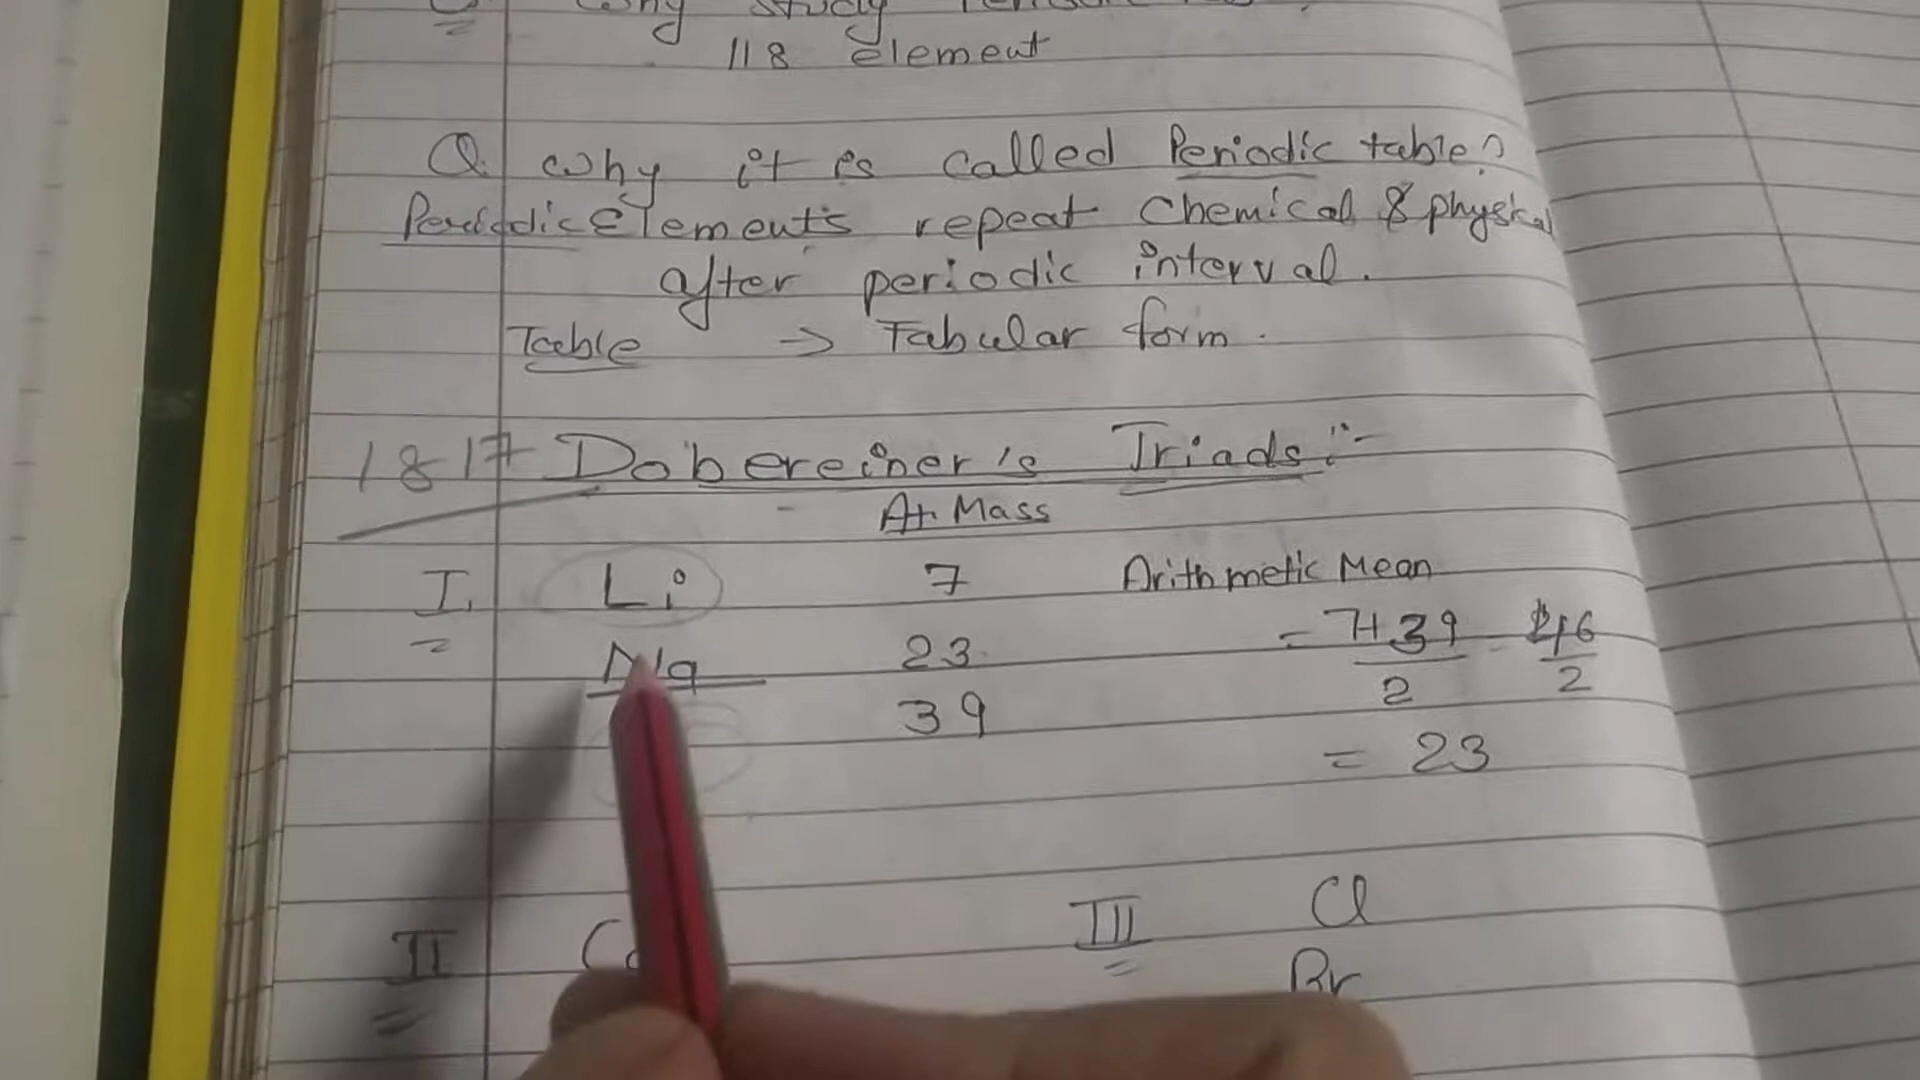 Why study
118 element
Q. Why it is called Periodic table?
Periodic Elements repeat Chemical & physical
after periodic interval.
Table → Tabular form.
1817 Dobereiner's Triads:-
At. Mass
I. Li 7 Arithmetic Mean
Na 23 = 7+39/2 = 46/2
39
= 23
III Cl
II
Br